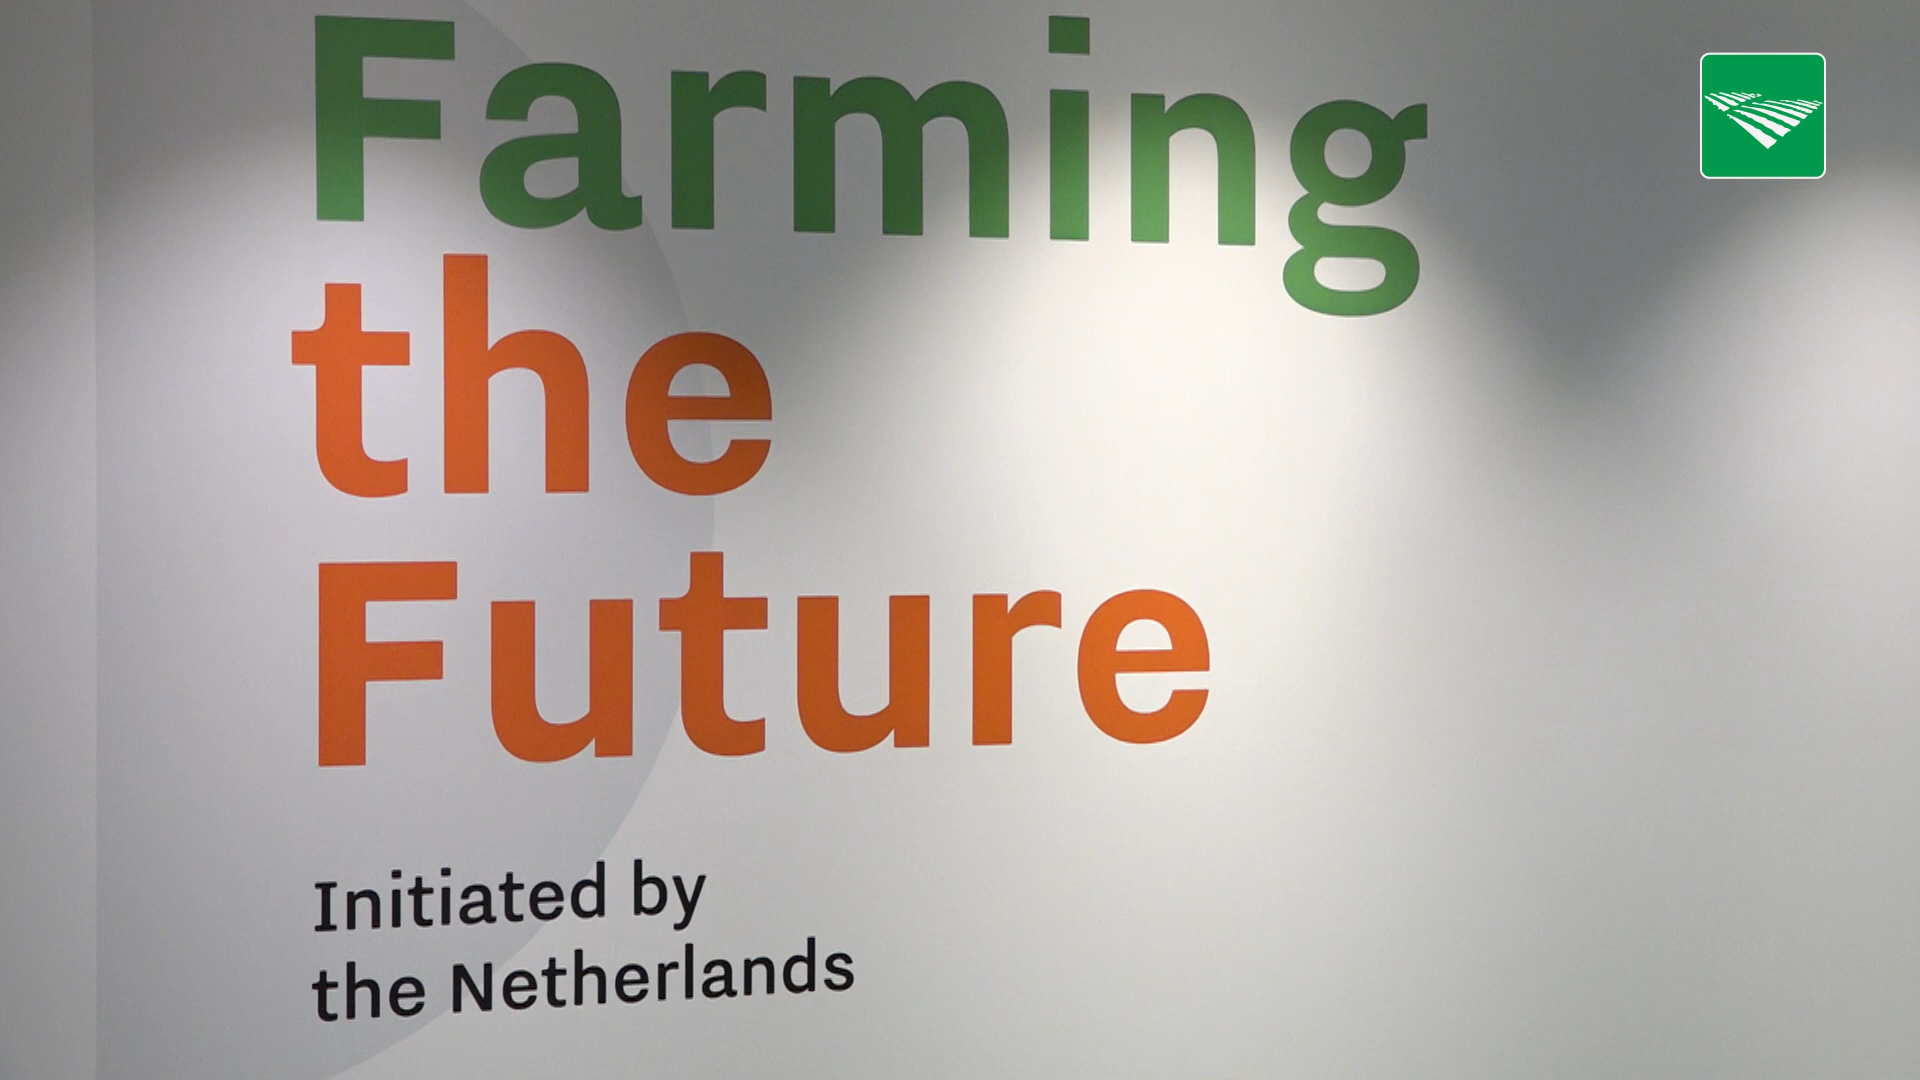 Farming
the
Future
Initiated by
the Netherlands